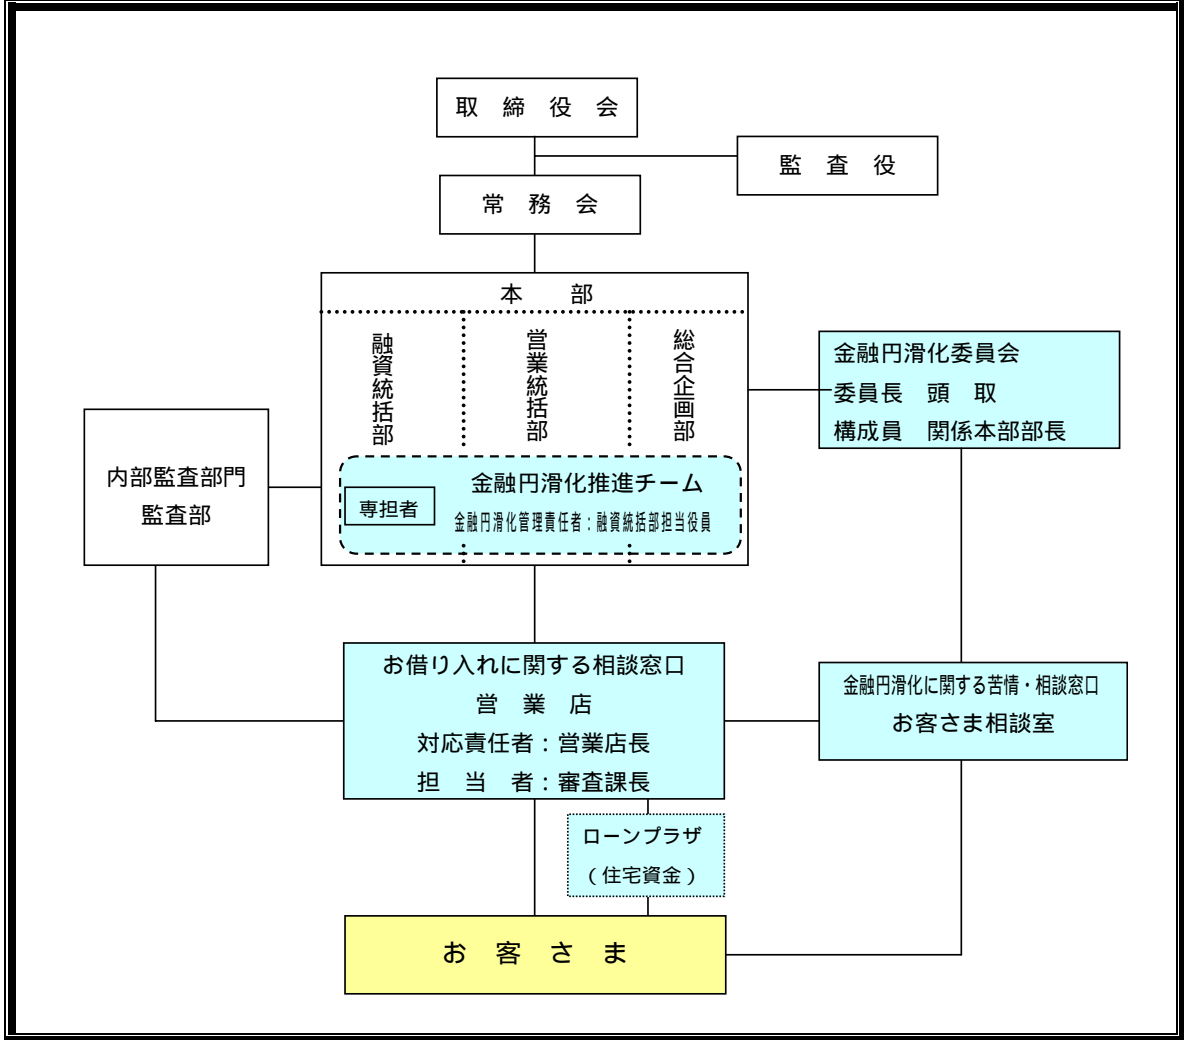 取　締　役　会
監　査　役
常　務　会
本　　部
融資統括部
営業統括部
総合企画部
金融円滑化委員会
委員長　頭　取
構成員　関係本部部長
内部監査部門
監査部
金融円滑化推進チーム
専担者
金融円滑化管理責任者：融資統括部担当役員
お借り入れに関する相談窓口
営　業　店
対応責任者：営業店長
担　当　者：審査課長
金融円滑化に関する苦情・相談窓口
お客さま相談室
ローンプラザ
（住宅資金）
お　客　さ　ま